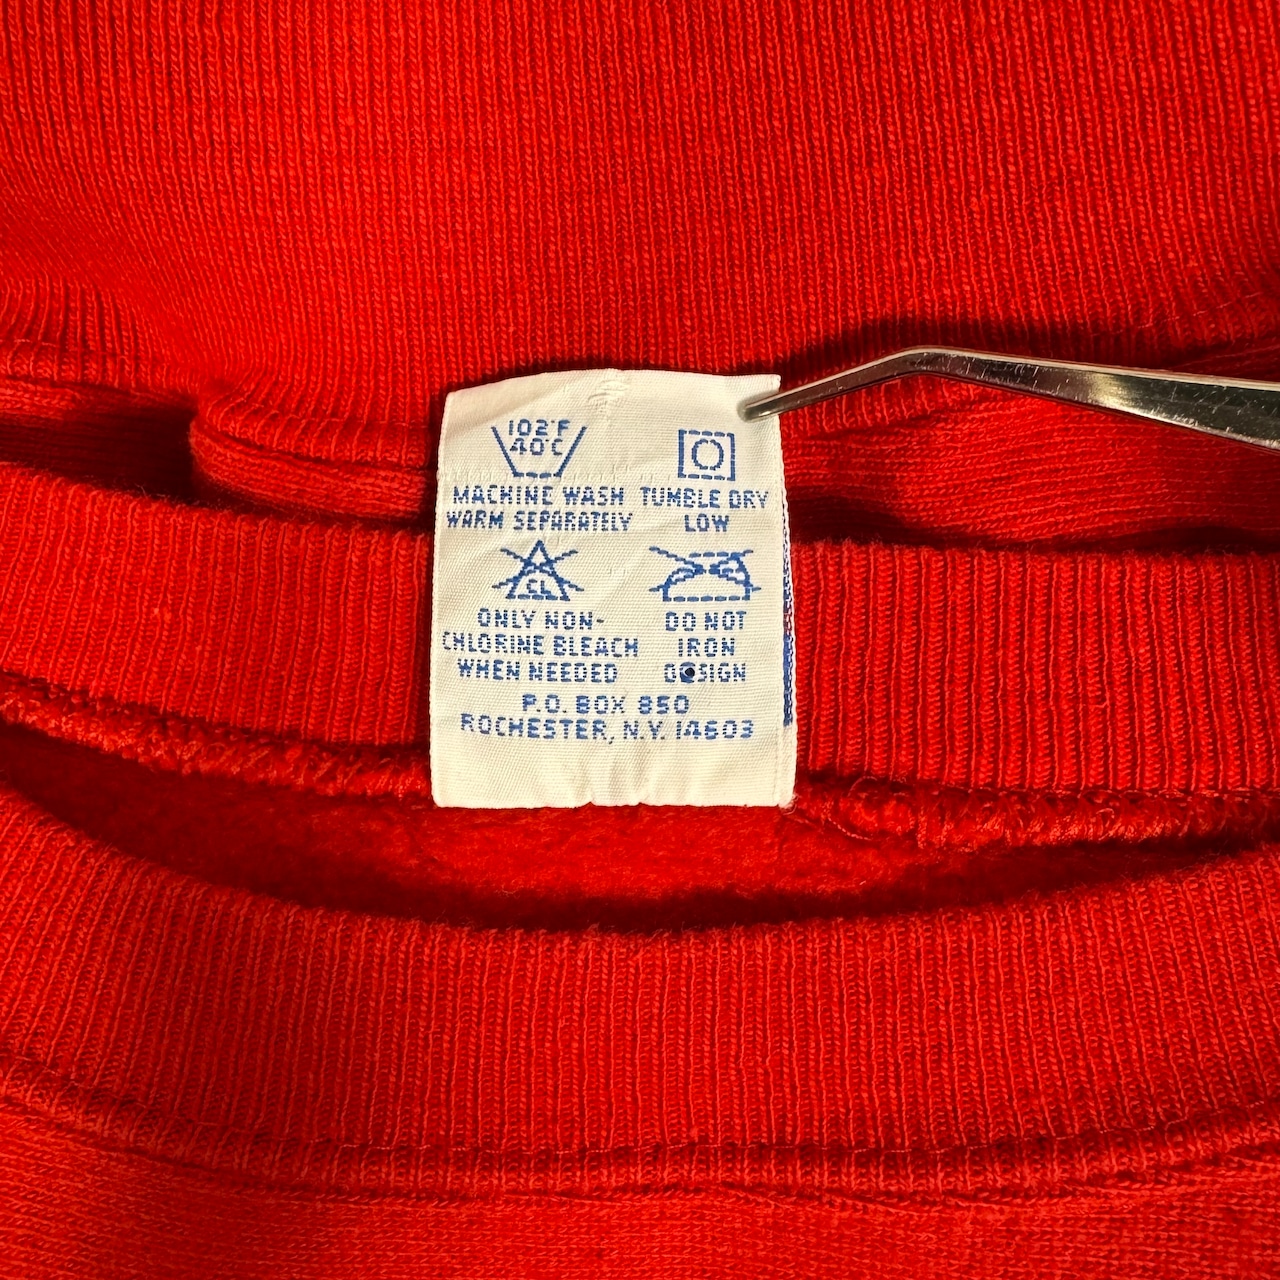 102°F
40°C
MACHINE WASH
WARM SEPARATELY
TUMBLE DRY
LOW
CL
ONLY NON-
CHLORINE BLEACH
WHEN NEEDED
DO NOT
IRON
DESIGN
P.O. BOX 850
ROCHESTER, N.Y. 14603